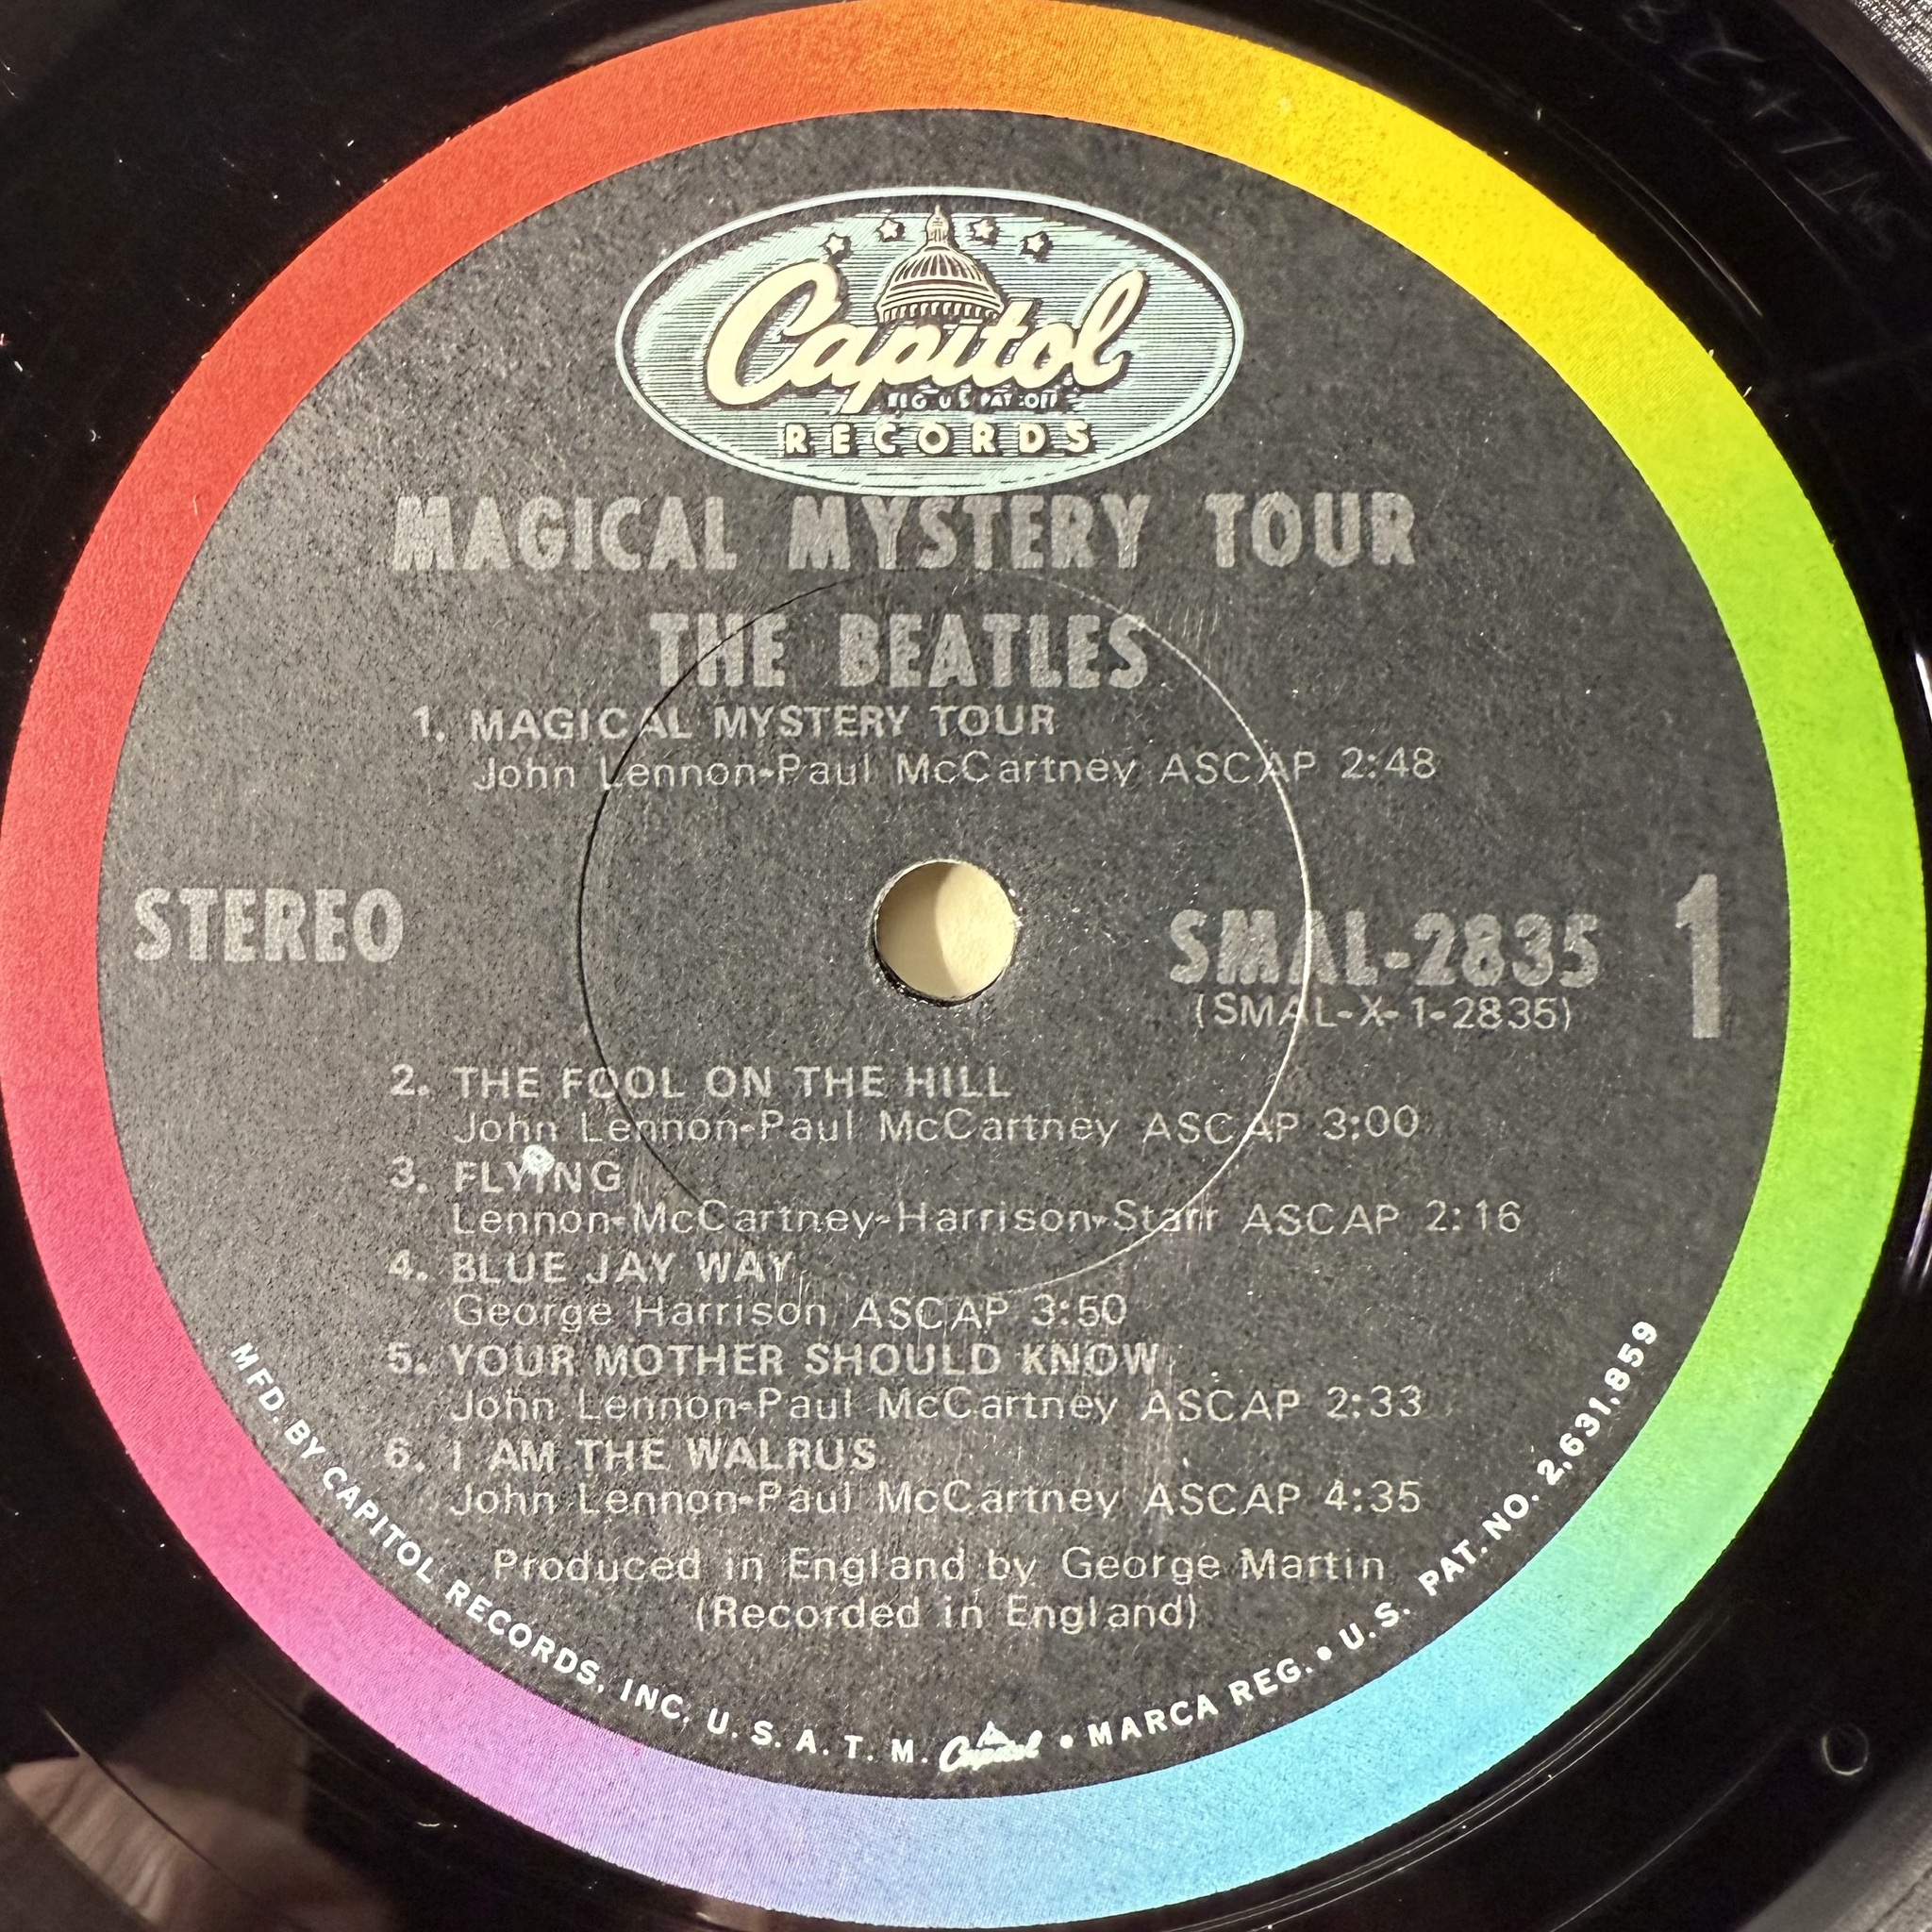 Capitol
REG U.S PAT. OFF
RECORDS
MAGICAL MYSTERY TOUR
THE BEATLES
1. MAGICAL MYSTERY TOUR
John Lennon-Paul McCartney ASCAP 2:48
STEREO
SMAL-2835
(SMAL-X-1-2835)
1
2. THE FOOL ON THE HILL
John Lennon-Paul McCartney ASCAP 3:00
3. FLYING
Lennon-McCartney-Harrison-Starr ASCAP 2:16
4. BLUE JAY WAY
George Harrison ASCAP 3:50
5. YOUR MOTHER SHOULD KNOW
John Lennon-Paul McCartney ASCAP 2:33
6. I AM THE WALRUS
John Lennon-Paul McCartney ASCAP 4:35
Produced in England by George Martin
(Recorded in England)
MFD. BY CAPITOL RECORDS, INC. U. S. A. T. M. Capitol • MARCA REG. • U.S. PAT. NO. 2,631,859